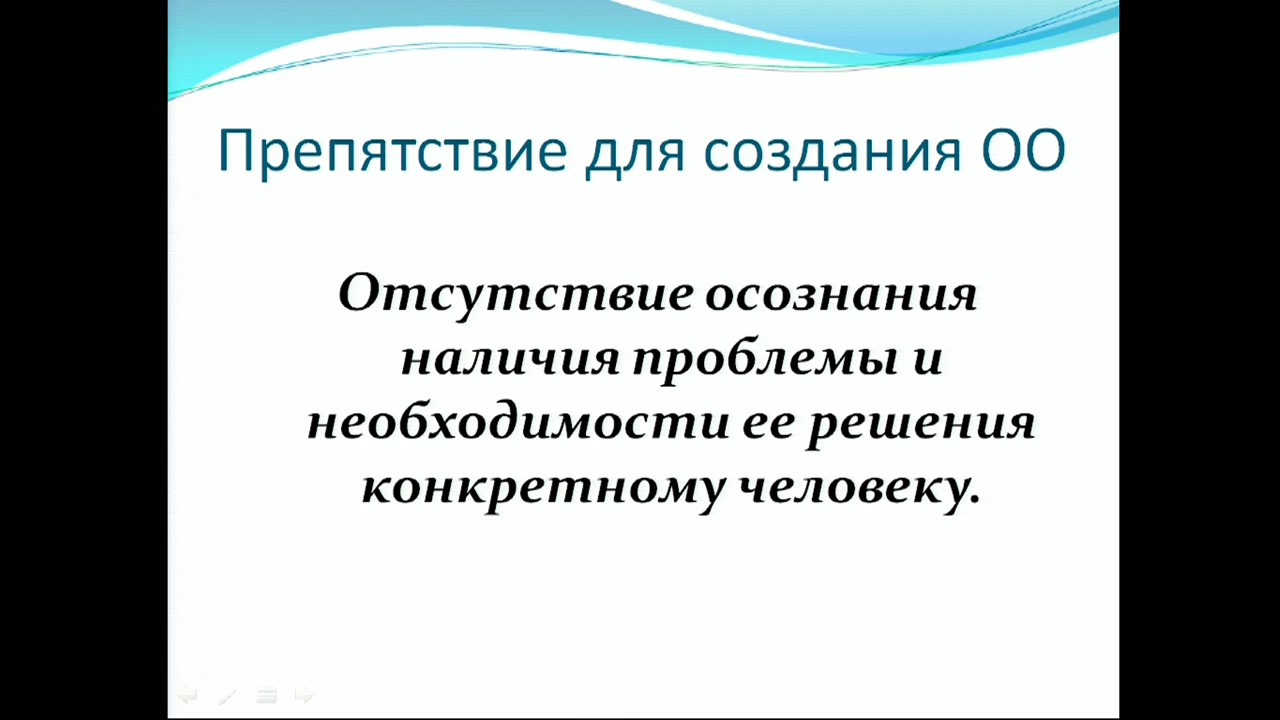 Препятствие для создания ОО
Отсутствие осознания
наличия проблемы и
необходимости ее решения
конкретному человеку.